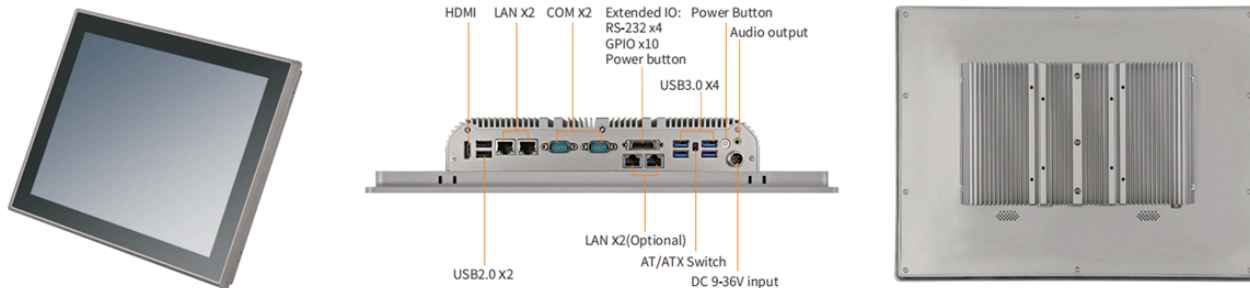 HDMI
LAN X2
COM X2
Extended IO:
RS-232 x4
GPIO x10
Power button
Power Button
Audio output
USB3.0 X4
LAN X2(Optional)
AT/ATX Switch
USB2.0 X2
DC 9-36V input